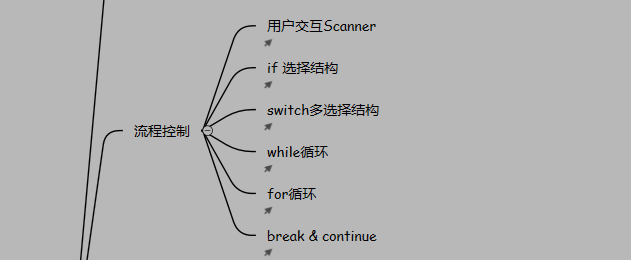 用户交互Scanner
if 选择结构
switch多选择结构
流程控制
while循环
for循环
break & continue